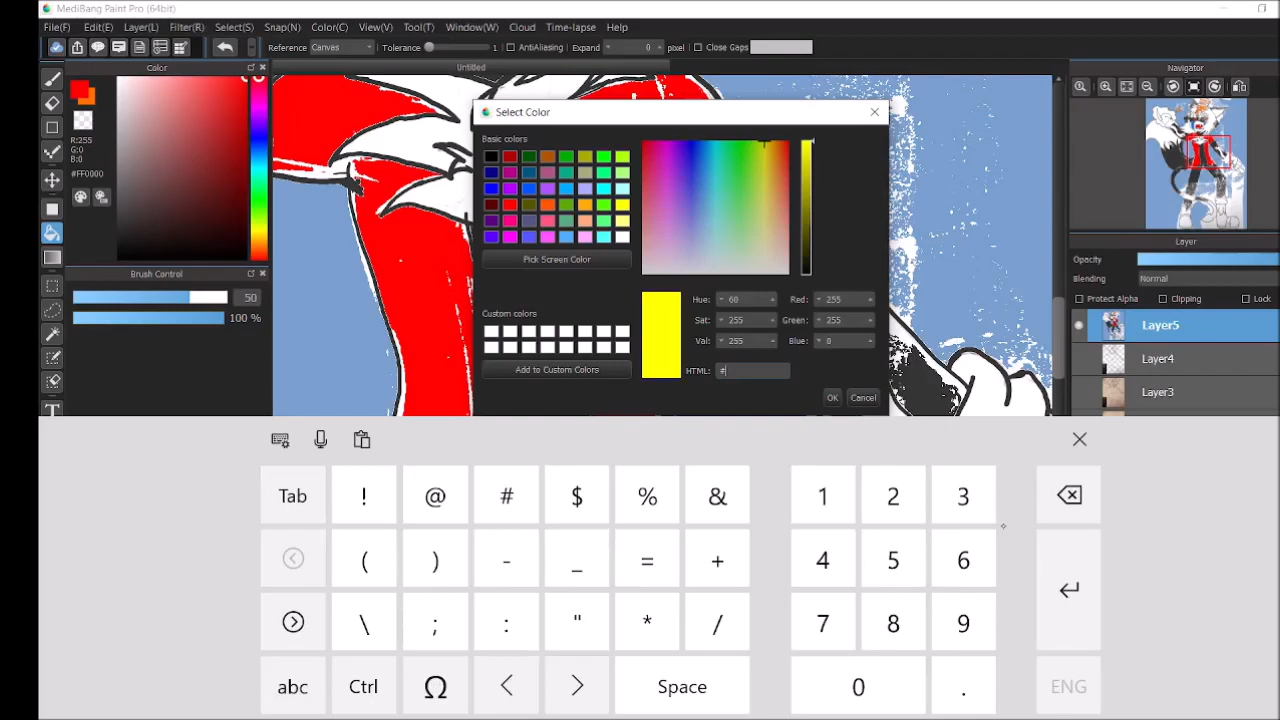 MediBang Paint Pro (64bit)
File(F) Edit(E) Layer(L) Filter(R) Select(S) Snap(N) Color(C) View(V) Tool(T) Window(W) Cloud Time-lapse Help
Reference Canvas Tolerance 1 AntiAliasing Expand 0 pixel Close Gaps
Color
Untitled
Navigator
R:255
G:0
B:0
#FF0000
Brush Control
50
100 %
T
Select Color
Basic colors
Pick Screen Color
Custom colors
Add to Custom Colors
Hue: 60 Red: 255
Sat: 255 Green: 255
Val: 255 Blue: 0
HTML: #
OK Cancel
Layer
Opacity
Blending Normal
Protect Alpha Clipping Lock
Layer5
Layer4
Layer3
Tab ! @ # $ % & 1 2 3
( ) - _ = + 4 5 6
\ ; : " * / 7 8 9
abc Ctrl Ω < > Space 0 . ENG